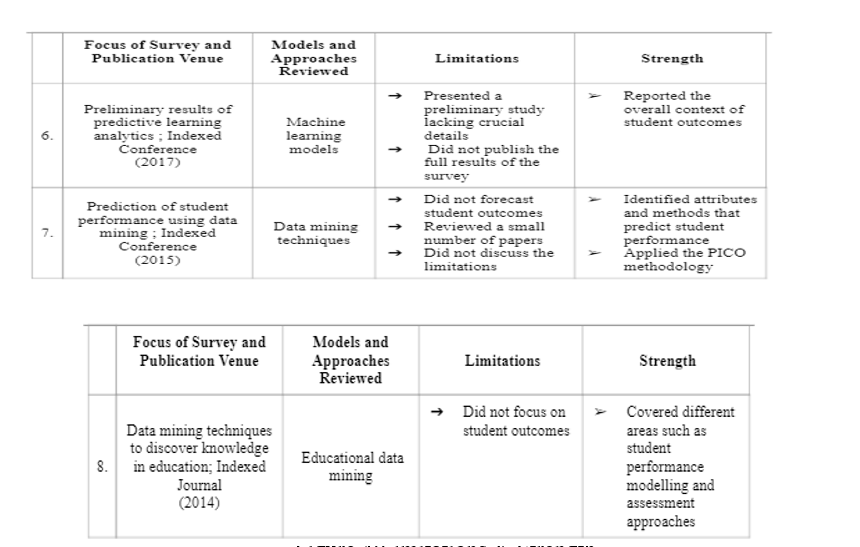 Focus of Survey and
Publication Venue
Models and
Approaches
Reviewed
Limitations
Strength
6.
Preliminary results of
predictive learning
analytics ; Indexed
Conference
(2017)
Machine
learning
models
→ Presented a
preliminary study
lacking crucial
details
→ Did not publish the
full results of the
survey
➢ Reported the
overall context of
student outcomes
7.
Prediction of student
performance using data
mining ; Indexed
Conference
(2015)
Data mining
techniques
→ Did not forecast
student outcomes
→ Reviewed a small
number of papers
→ Did not discuss the
limitations
➢ Identified attributes
and methods that
predict student
performance
➢ Applied the PICO
methodology
Focus of Survey and
Publication Venue
Models and
Approaches
Reviewed
Limitations
Strength
8.
Data mining techniques
to discover knowledge
in education; Indexed
Journal
(2014)
Educational data
mining
→ Did not focus on
student outcomes
➢ Covered different
areas such as
student
performance
modelling and
assessment
approaches